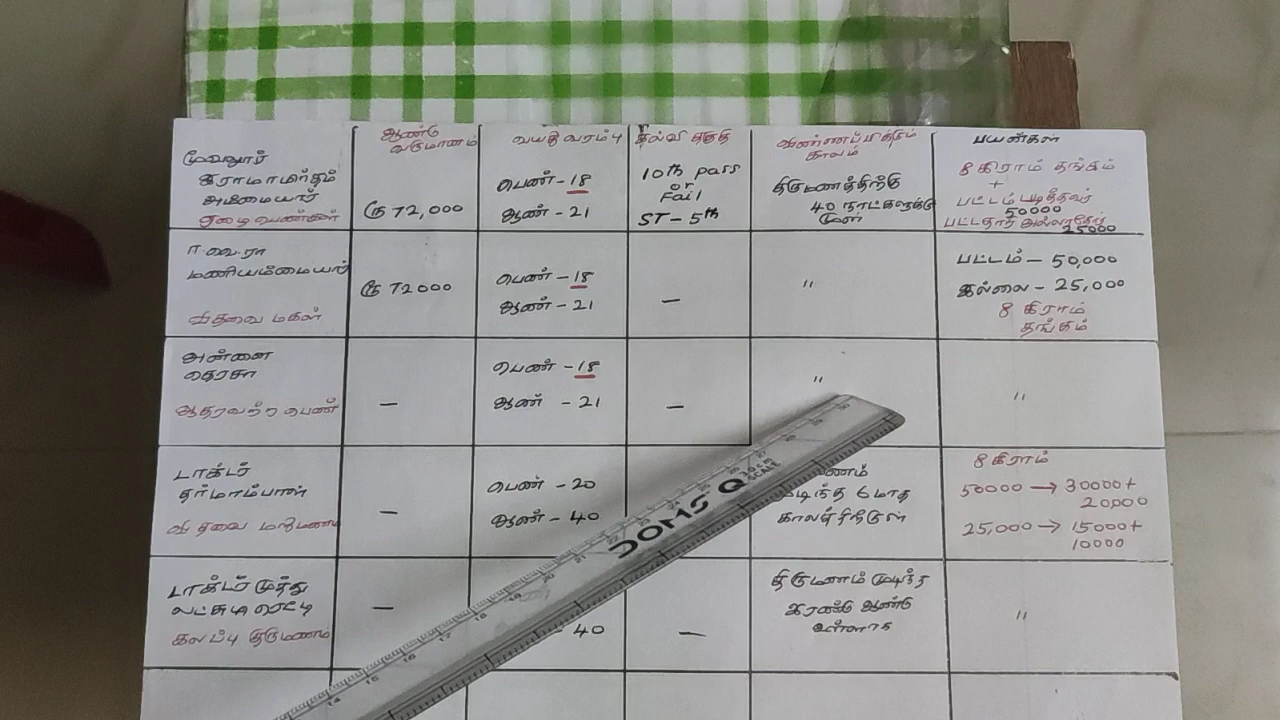 ஆண்டு
வருமானம்
வயது வரம்பு
கல்வி தகுதி
விண்ணப்பிக்கும்
காலம்
பயன்கள்
மூவலூர்
இராமாமிர்தம்
அம்மையார்
ஏழை பெண்கள்
ரூ 72,000
பெண் - 18
ஆண் - 21
10th pass
or
Fail
ST - 5th
திருமணத்திற்கு
40 நாட்களுக்கு
முன்
8 கிராம் தங்கம்
+
பட்டம் படித்தவர்
50000
பட்டதாரி அல்லாதோர்
25000
ஈ.வெ.ரா
மணியம்மையார்
விதவை மகள்
ரூ 72000
பெண் - 18
ஆண் - 21
—
"
பட்டம் - 50,000
இல்லை - 25,000
8 கிராம்
தங்கம்
அன்னை
தெரசா
ஆதரவற்ற பெண்
—
பெண் - 18
ஆண் - 21
—
"
"
டாக்டர்
தர்மாம்பாள்
விதவை மறுமணம்
—
பெண் - 20
ஆண் - 40
முடிந்த 6 மாத
காலத்திற்குள்
8 கிராம்
50000 → 30000+
20000
25,000 → 15000+
10000
டாக்டர் முத்து
லட்சுமி ரெட்டி
கலப்பு திருமணம்
—
40
—
திருமணம் முடிந்த
இரண்டு ஆண்டு
உள்ளாக
"
DOMS Q
30cm
SCALE